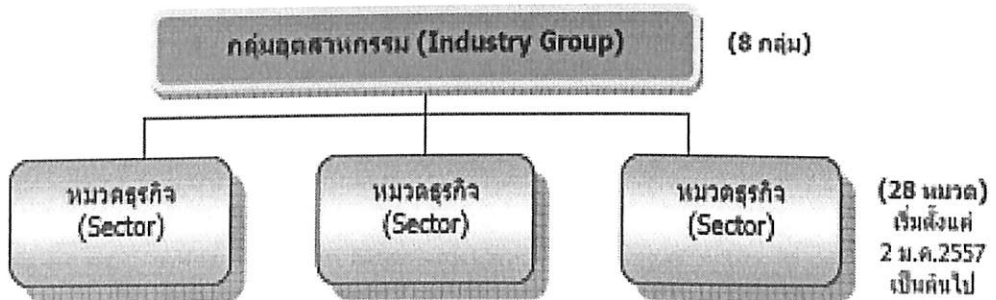 กลุ่มอุตสาหกรรม (Industry Group)
(8 กลุ่ม)
หมวดธุรกิจ
(Sector)
หมวดธุรกิจ
(Sector)
หมวดธุรกิจ
(Sector)
(28 หมวด)
เริ่มตั้งแต่
2 ม.ค.2557
เป็นต้นไป